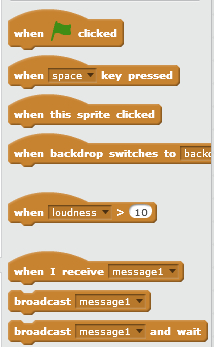 when clicked
when space key pressed
when this sprite clicked
when backdrop switches to
when loudness > 10
when I receive message1
broadcast message1
broadcast message1 and wait